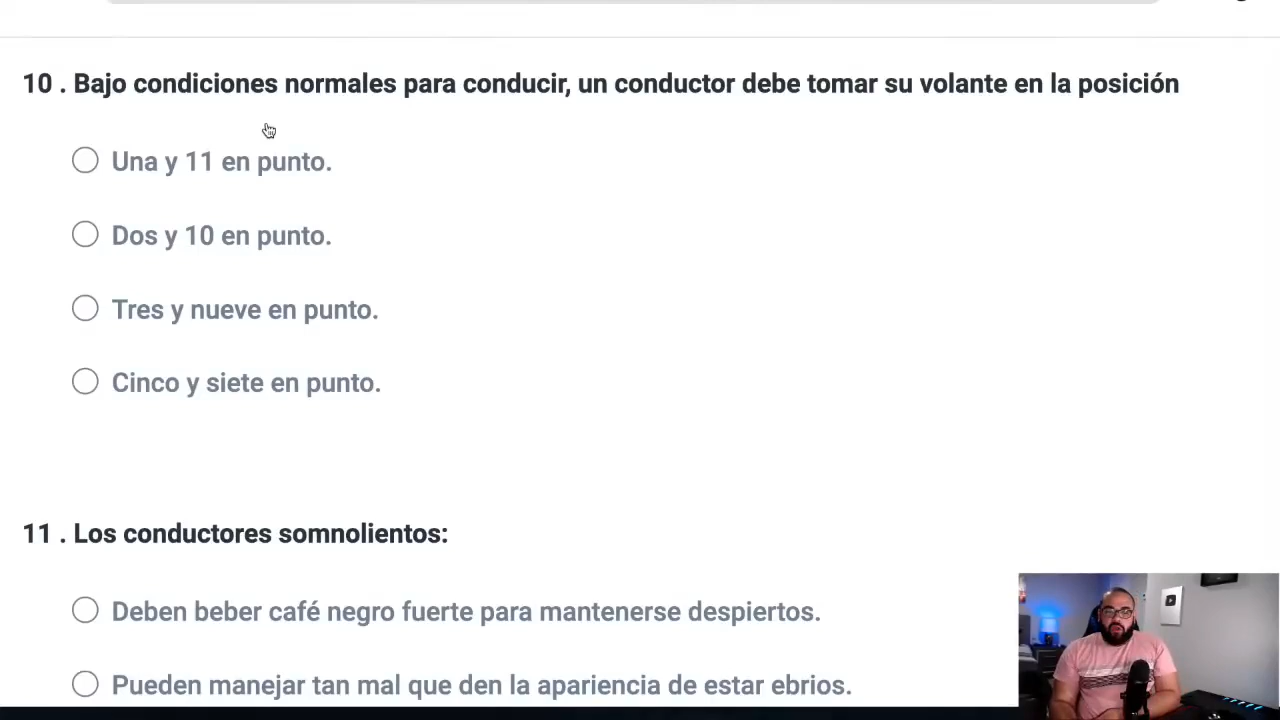 10 . Bajo condiciones normales para conducir, un conductor debe tomar su volante en la posición
Una y 11 en punto.
Dos y 10 en punto.
Tres y nueve en punto.
Cinco y siete en punto.
11 . Los conductores somnolientos:
Deben beber café negro fuerte para mantenerse despiertos.
Pueden manejar tan mal que den la apariencia de estar ebrios.